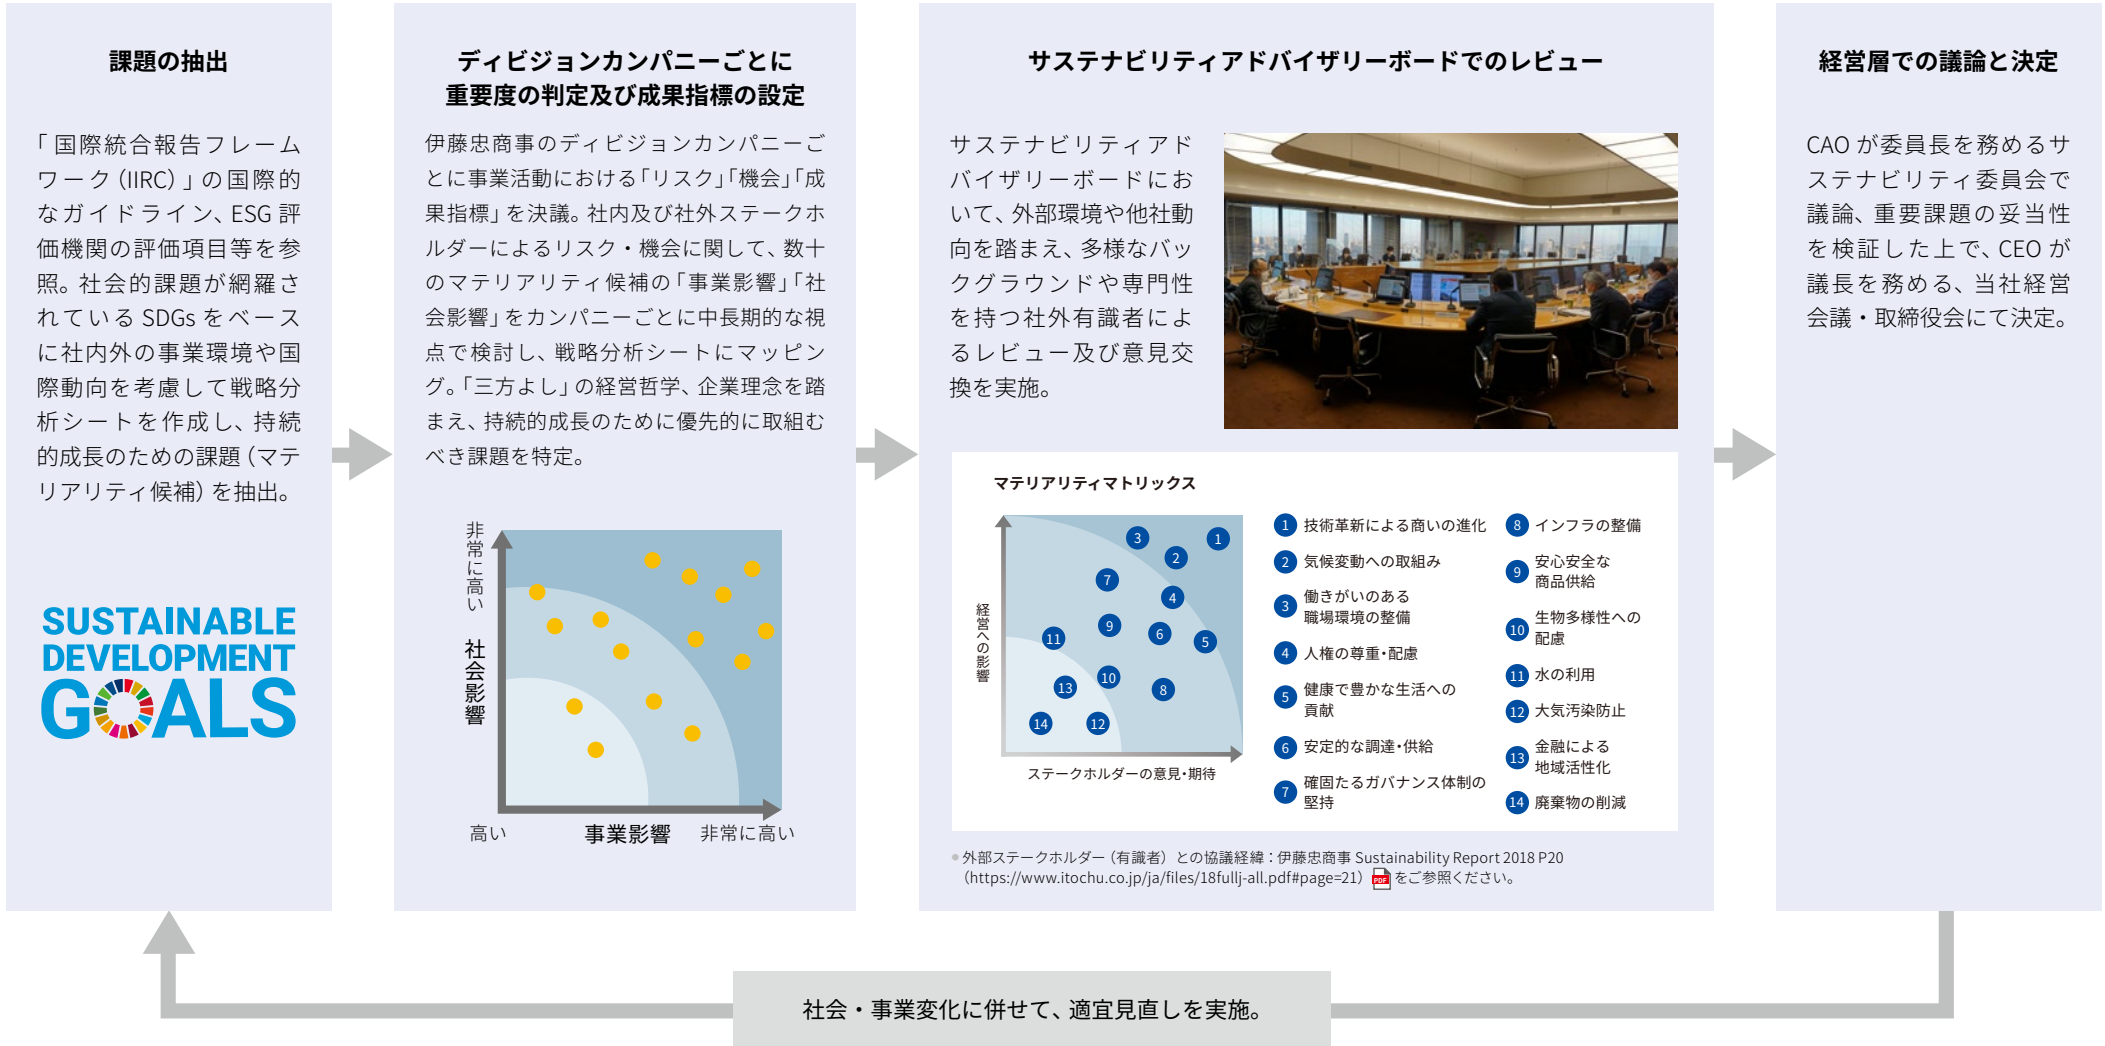 課題の抽出
「国際統合報告フレーム
ワーク（IIRC）」の国際的
なガイドライン、ESG 評
価機関の評価項目等を参
照。社会的課題が網羅さ
れている SDGs をベース
に社内外の事業環境や国
際動向を考慮して戦略分
析シートを作成し、持続
的成長のための課題（マテ
リアリティ候補）を抽出。
SUSTAINABLE
DEVELOPMENT
GOALS
ディビジョンカンパニーごとに
重要度の判定及び成果指標の設定
伊藤忠商事のディビジョンカンパニーご
とに事業活動における「リスク」「機会」「成
果指標」を決議。社内及び社外ステークホ
ルダーによるリスク・機会に関して、数十
のマテリアリティ候補の「事業影響」「社
会影響」をカンパニーごとに中長期的な視
点で検討し、戦略分析シートにマッピン
グ。「三方よし」の経営哲学、企業理念を踏
まえ、持続的成長のために優先的に取組む
べき課題を特定。
非常に高い
社会影響
高い
事業影響
非常に高い
サステナビリティアドバイザリーボードでのレビュー
サステナビリティアド
バイザリーボードにお
いて、外部環境や他社動
向を踏まえ、多様なバッ
クグラウンドや専門性
を持つ社外有識者によ
るレビュー及び意見交
換を実施。
マテリアリティマトリックス
経営への影響
3
1
2
7
4
9
6
5
11
10
13
8
14
12
ステークホルダーの意見・期待
1 技術革新による商いの進化
2 気候変動への取組み
3 働きがいのある
職場環境の整備
4 人権の尊重・配慮
5 健康で豊かな生活への
貢献
6 安定的な調達・供給
7 確固たるガバナンス体制の
堅持
8 インフラの整備
9 安心安全な
商品供給
10 生物多様性への
配慮
11 水の利用
12 大気汚染防止
13 金融による
地域活性化
14 廃棄物の削減
外部ステークホルダー（有識者）との協議経緯：伊藤忠商事 Sustainability Report 2018 P20
（https://www.itochu.co.jp/ja/files/18fullj-all.pdf#page=21） PDF をご参照ください。
経営層での議論と決定
CAO が委員長を務めるサ
ステナビリティ委員会で
議論、重要課題の妥当性
を検証した上で、CEO が
議長を務める、当社経営
会議・取締役会にて決定。
社会・事業変化に併せて、適宜見直しを実施。